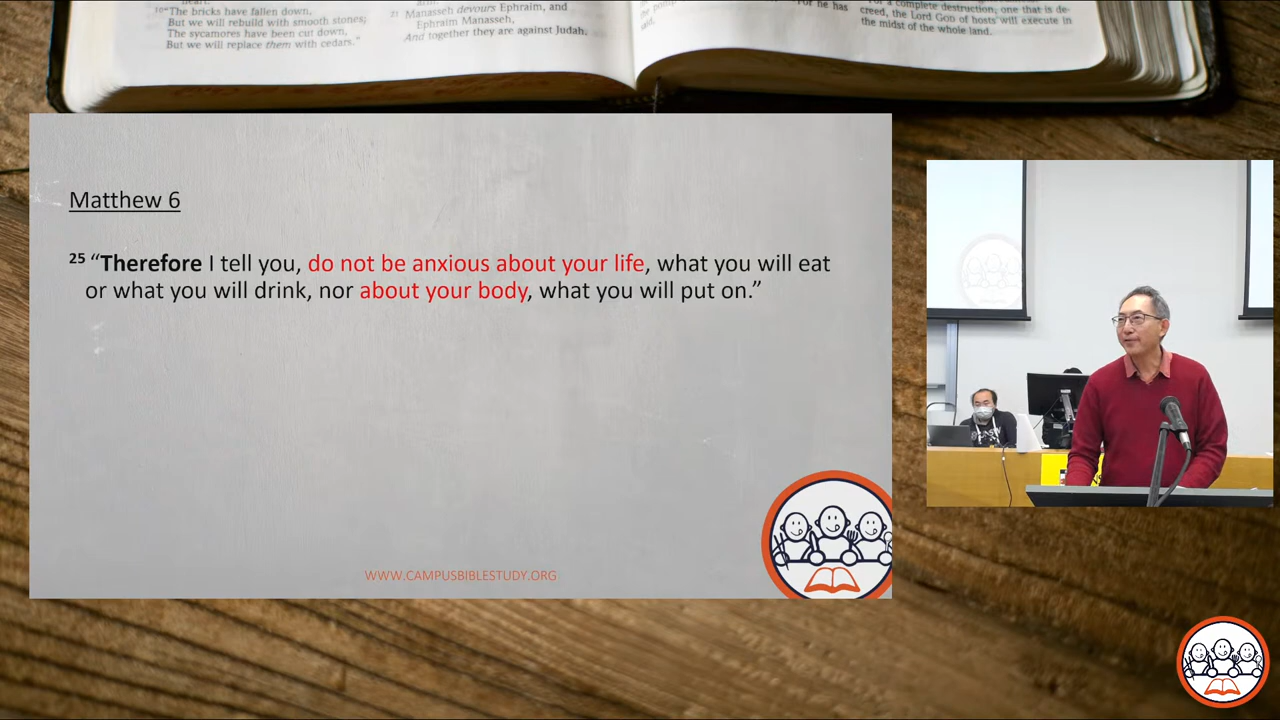 heart."
10"The bricks have fallen down,
But we will rebuild with smooth stones;
The sycamores have been cut down,
But we will replace them with cedars."
21 Manasseh devours Ephraim, and
Ephraim Manasseh,
And together they are against Judah.
For he has
said,
a complete destruction, one that is de-
creed, the Lord GOD of hosts will execute in
the midst of the whole land.
Matthew 6
25 “Therefore I tell you, do not be anxious about your life, what you will eat
or what you will drink, nor about your body, what you will put on.”
WWW.CAMPUSBIBLESTUDY.ORG